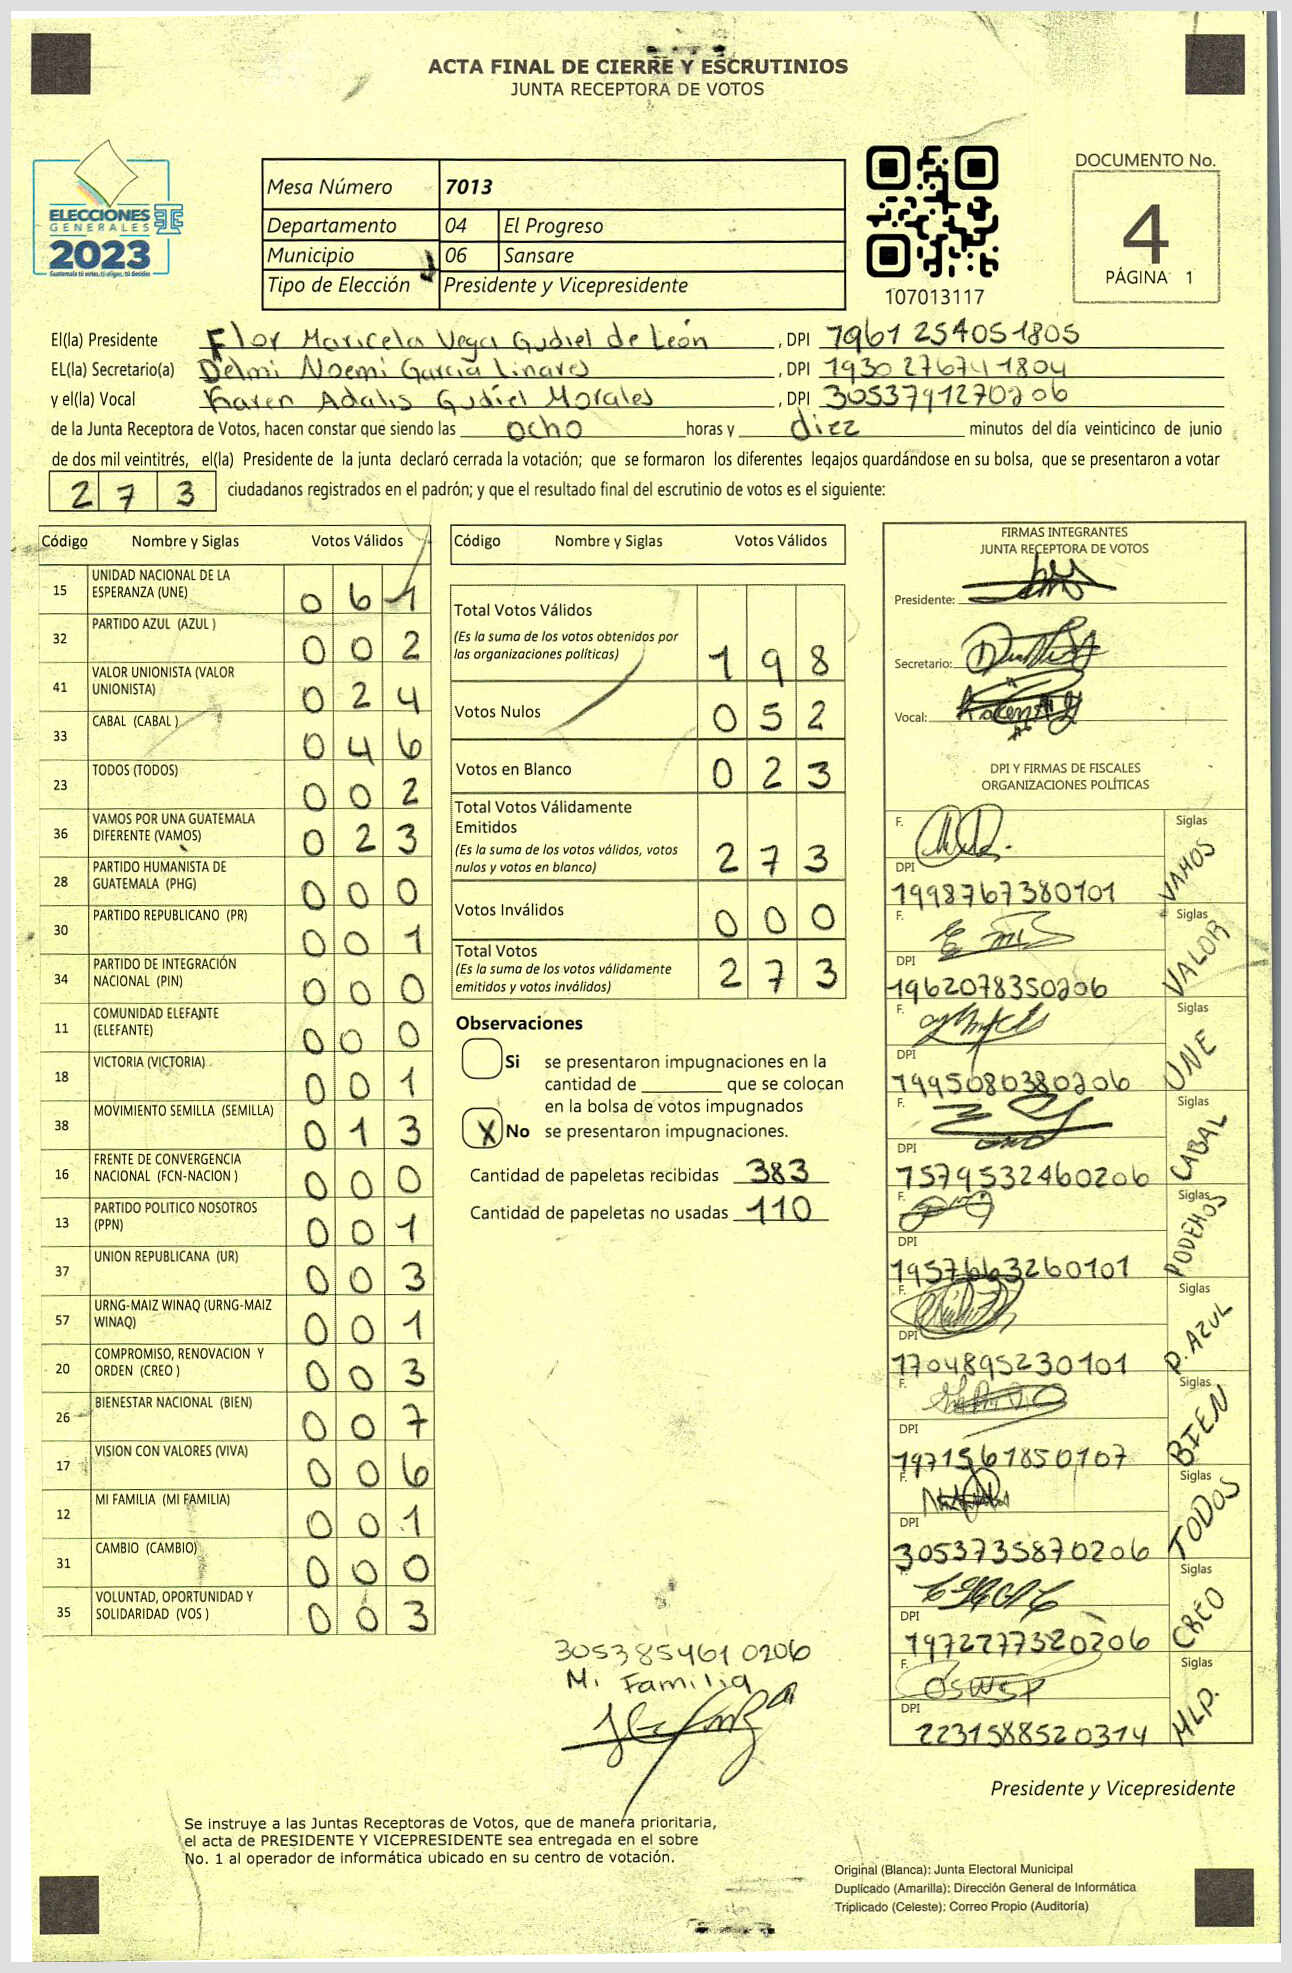 ACTA FINAL DE CIERRE Y ESCRUTINIOS
JUNTA RECEPTORA DE VOTOS
ELECCIONES
GENERALES
2023
Guatemala tú votas, tú eliges, tú decides
Mesa Número 7013
Departamento 04 El Progreso
Municipio 06 Sansare
Tipo de Elección Presidente y Vicepresidente
107013117
DOCUMENTO No.
4
PÁGINA 1
El(la) Presidente Flor Maricela Vega Gudiel de León, DPI 7961 25405 1805
EL(la) Secretario(a) Delmi Noemi García Linares, DPI 1930 27674 1804
y el(la) Vocal Karen Adalis Gudiel Morales, DPI 3053791270206
de la Junta Receptora de Votos, hacen constar que siendo las ocho horas y diez minutos del día veinticinco de junio
de dos mil veintitrés, el(la) Presidente de la junta declaró cerrada la votación; que se formaron los diferentes legajos guardándose en su bolsa, que se presentaron a votar
273 ciudadanos registrados en el padrón; y que el resultado final del escrutinio de votos es el siguiente:
Código Nombre y Siglas Votos Válidos
15 UNIDAD NACIONAL DE LA ESPERANZA (UNE) 0 6 1
32 PARTIDO AZUL (AZUL ) 0 0 2
41 VALOR UNIONISTA (VALOR UNIONISTA) 0 2 4
33 CABAL (CABAL ) 0 4 6
23 TODOS (TODOS) 0 0 2
36 VAMOS POR UNA GUATEMALA DIFERENTE (VAMOS) 0 2 3
28 PARTIDO HUMANISTA DE GUATEMALA (PHG) 0 0 0
30 PARTIDO REPUBLICANO (PR) 0 0 1
34 PARTIDO DE INTEGRACIÓN NACIONAL (PIN) 0 0 0
11 COMUNIDAD ELEFANTE (ELEFANTE) 0 0 0
18 VICTORIA (VICTORIA) 0 0 1
38 MOVIMIENTO SEMILLA (SEMILLA) 0 1 3
16 FRENTE DE CONVERGENCIA NACIONAL (FCN-NACION ) 0 0 0
13 PARTIDO POLITICO NOSOTROS (PPN) 0 0 1
37 UNION REPUBLICANA (UR) 0 0 3
57 URNG-MAIZ WINAQ (URNG-MAIZ WINAQ) 0 0 1
20 COMPROMISO, RENOVACION Y ORDEN (CREO ) 0 0 3
26 BIENESTAR NACIONAL (BIEN) 0 0 7
17 VISION CON VALORES (VIVA) 0 0 6
12 MI FAMILIA (MI FAMILIA) 0 0 1
31 CAMBIO (CAMBIO) 0 0 0
35 VOLUNTAD, OPORTUNIDAD Y SOLIDARIDAD (VOS ) 0 0 3
Código Nombre y Siglas Votos Válidos
Total Votos Válidos 1 9 8
(Es la suma de los votos obtenidos por
las organizaciones políticas)
Votos Nulos 0 5 2
Votos en Blanco 0 2 3
Total Votos Válidamente
Emitidos
(Es la suma de los votos válidos, votos
nulos y votos en blanco) 2 7 3
Votos Inválidos 0 0 0
Total Votos
(Es la suma de los votos válidamente
emitidos y votos inválidos) 2 7 3
Observaciones
Si se presentaron impugnaciones en la
cantidad de ________ que se colocan
en la bolsa de votos impugnados
X No se presentaron impugnaciones.
Cantidad de papeletas recibidas 383
Cantidad de papeletas no usadas 110
305385461 0206
Mi Familia
FIRMAS INTEGRANTES
JUNTA RECEPTORA DE VOTOS
Presidente:
Secretario:
Vocal:
DPI Y FIRMAS DE FISCALES
ORGANIZACIONES POLÍTICAS
F. Siglas
DPI 1998767380101 VAMOS
F. Siglas
DPI 1962078350206 VALOR
F. Siglas
DPI 1995080380206 UNE
F. Siglas
DPI 7579532460206 CABAL
F. Siglas
DPI 1957663260101 PODEMOS
F. Siglas
DPI 1704895230101 P. AZUL
F. Siglas
DPI 1971561850107 BIEN
F. Siglas
DPI 3053735870206 TODOS
F. Siglas
DPI 1972277320206 CREO
F. Siglas
DPI 2231588520314 MLP.
Presidente y Vicepresidente
Se instruye a las Juntas Receptoras de Votos, que de manera prioritaria,
el acta de PRESIDENTE Y VICEPRESIDENTE sea entregada en el sobre
No. 1 al operador de informática ubicado en su centro de votación.
Original (Blanca): Junta Electoral Municipal
Duplicado (Amarilla): Dirección General de Informática
Triplicado (Celeste): Correo Propio (Auditoría)